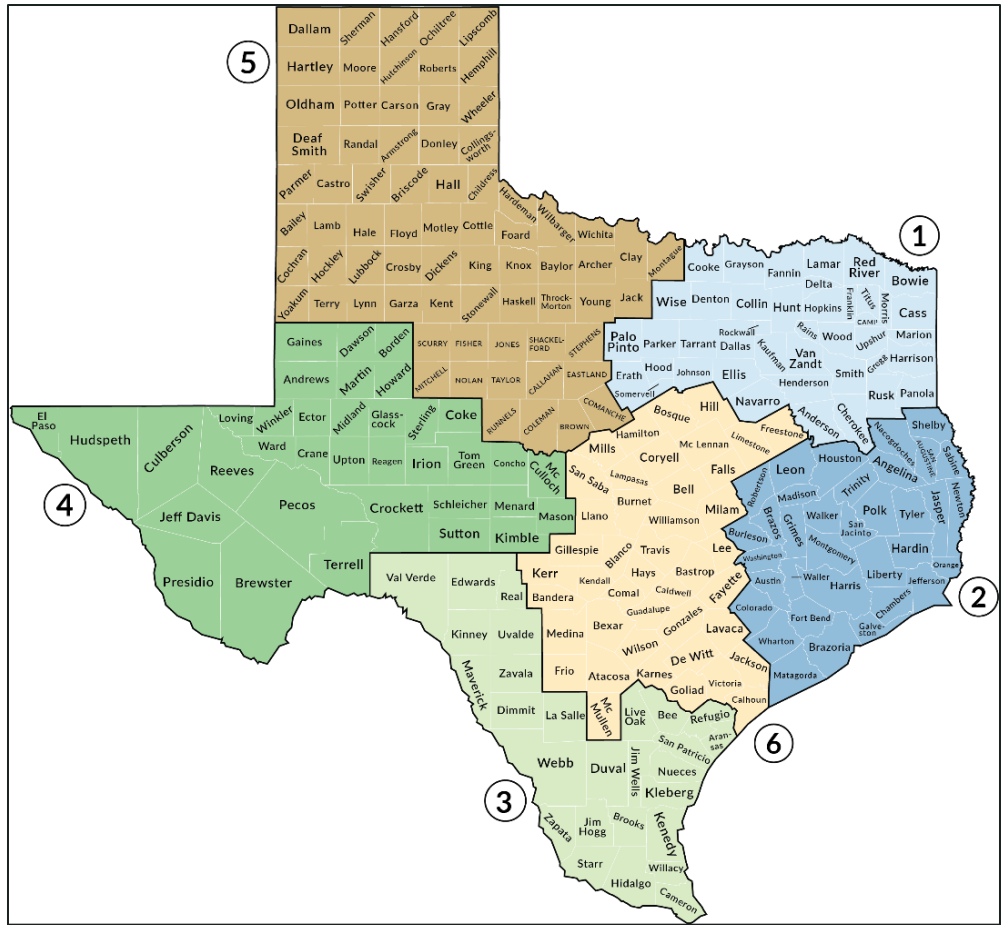 Dallam
Sherman
Hansford
Ochiltree
Lipscomb
5
Hartley
Moore
Hutchinson
Roberts
Hemphill
Oldham
Potter
Carson
Gray
Wheeler
Deaf
Smith
Randal
Armstrong
Donley
Collings-
worth
Parmer
Castro
Swisher
Briscode
Hall
Childress
Hardeman
Wilbarger
Bailey
Lamb
Hale
Floyd
Motley
Cottle
Foard
Wichita
Cochran
Hockley
Lubbock
Crosby
Dickens
King
Knox
Baylor
Archer
Clay
Montague
Yoakum
Terry
Lynn
Garza
Kent
Stonewall
Haskell
Throck-
Morton
Young
Jack
SCURRY
FISHER
JONES
SHACKEL-
FORD
STEPHENS
MITCHELL
NOLAN
TAYLOR
CALLAHAN
EASTLAND
RUNNELS
COLEMAN
BROWN
COMANCHE
1
Cooke
Grayson
Fannin
Lamar
Red
River
Bowie
Delta
Wise
Denton
Collin
Hunt
Hopkins
Franklin
Titus
Morris
Cass
CAMP
Palo
Pinto
Parker
Tarrant
Rockwall
Dallas
Kaufman
Rains
Wood
Upshur
Marion
Van
Zandt
Gregg
Harrison
Erath
Hood
Johnson
Ellis
Henderson
Smith
Somervell
Navarro
Anderson
Cherokee
Rusk
Panola
Gaines
Dawson
Borden
Andrews
Martin
Howard
El
Paso
Hudspeth
Culberson
Loving
Winkler
Ector
Midland
Glass-
cock
Sterling
Coke
Reeves
Ward
Crane
Upton
Reagen
Irion
Tom
Green
Concho
Mc
Culloch
4
Jeff Davis
Pecos
Crockett
Schleicher
Menard
Mason
Sutton
Kimble
Presidio
Brewster
Terrell
Bosque
Hill
Freestone
Hamilton
Mc Lennan
Limestone
Mills
Coryell
Falls
San Saba
Lampasas
Bell
Burnet
Milam
Llano
Williamson
Gillespie
Blanco
Travis
Lee
Kerr
Kendall
Hays
Bastrop
Fayette
Bandera
Comal
Caldwell
Guadalupe
Gonzales
Medina
Bexar
Wilson
Lavaca
De Witt
Jackson
Frio
Atacosa
Karnes
Goliad
Victoria
Calhoun
Mc
Mullen
6
Shelby
Nacogdoches
SAN
AUGUSTINE
Sabine
Robertson
Leon
Houston
Angelina
Newton
Madison
Trinity
Jasper
Brazos
Grimes
Walker
Polk
Tyler
San
Jacinto
Burleson
Washington
Montgomery
Hardin
Orange
Austin
Waller
Harris
Liberty
Jefferson
2
Colorado
Fort Bend
Chambers
Galve-
ston
Wharton
Brazoria
Matagorda
Val Verde
Edwards
Real
Kinney
Uvalde
Maverick
Zavala
Dimmit
La Salle
Live
Oak
Bee
Refugio
Aran-
sas
San Patricio
Webb
Duval
Jim Wells
Nueces
Kleberg
3
Zapata
Jim
Hogg
Brooks
Kenedy
Starr
Willacy
Hidalgo
Cameron